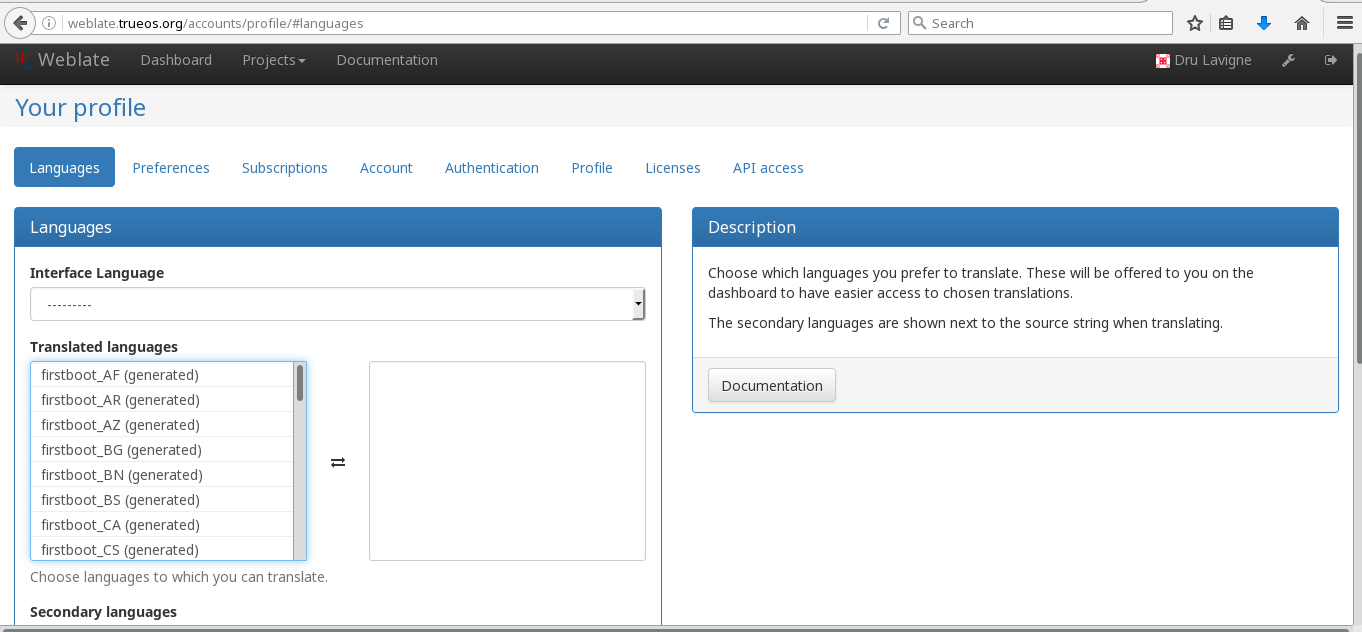 weblate.trueos.org/accounts/profile/#languages
Search
Weblate Dashboard Projects Documentation Dru Lavigne
Your profile
Languages Preferences Subscriptions Account Authentication Profile Licenses API access
Languages
Interface Language
---------
Translated languages
firstboot_AF (generated)
firstboot_AR (generated)
firstboot_AZ (generated)
firstboot_BG (generated)
firstboot_BN (generated)
firstboot_BS (generated)
firstboot_CA (generated)
firstboot_CS (generated)
Choose languages to which you can translate.
Secondary languages
Description
Choose which languages you prefer to translate. These will be offered to you on the
dashboard to have easier access to chosen translations.
The secondary languages are shown next to the source string when translating.
Documentation